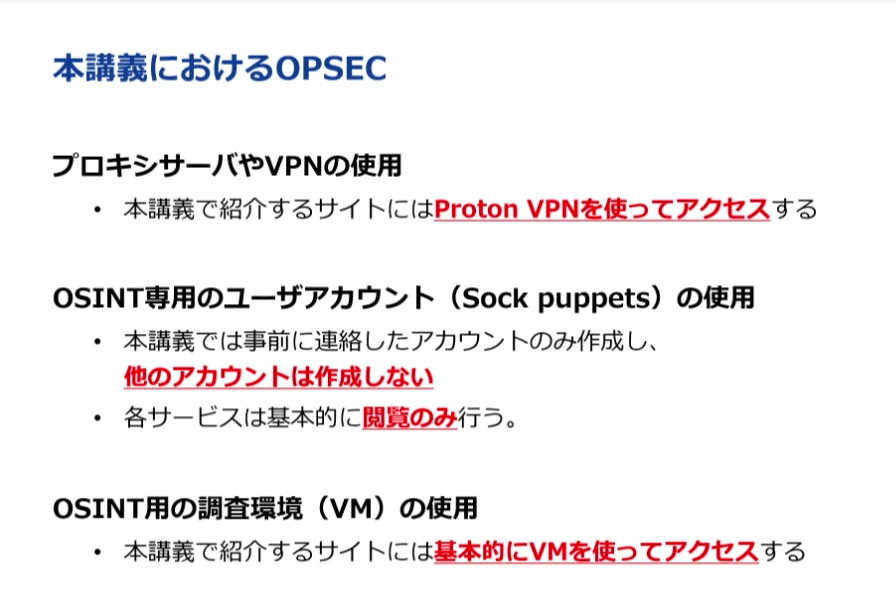 本講義におけるOPSEC
プロキシサーバやVPNの使用
• 本講義で紹介するサイトにはProton VPNを使ってアクセスする
OSINT専用のユーザアカウント（Sock puppets）の使用
• 本講義では事前に連絡したアカウントのみ作成し、
他のアカウントは作成しない
• 各サービスは基本的に閲覧のみ行う。
OSINT用の調査環境（VM）の使用
• 本講義で紹介するサイトには基本的にVMを使ってアクセスする